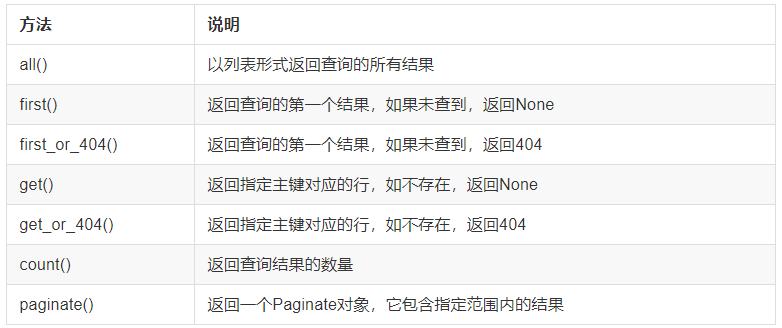 方法 说明
all() 以列表形式返回查询的所有结果
first() 返回查询的第一个结果，如果未查到，返回None
first_or_404() 返回查询的第一个结果，如果未查到，返回404
get() 返回指定主键对应的行，如不存在，返回None
get_or_404() 返回指定主键对应的行，如不存在，返回404
count() 返回查询结果的数量
paginate() 返回一个Paginate对象，它包含指定范围内的结果